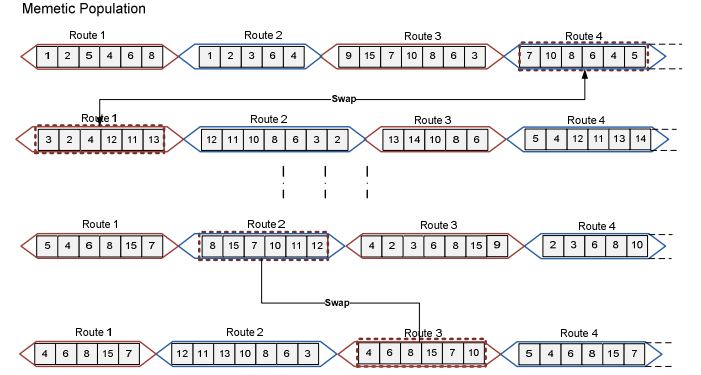 Memetic Population
Route 1 Route 2 Route 3 Route 4
1 2 5 4 6 8 1 2 3 6 4 9 15 7 10 8 6 3 7 10 8 6 4 5
Swap
Route 1 Route 2 Route 3 Route 4
3 2 4 12 11 13 12 11 10 8 6 3 2 13 14 10 8 6 5 4 12 11 13 14
Route 1 Route 2 Route 3 Route 4
5 4 6 8 15 7 8 15 7 10 11 12 4 2 3 6 8 15 9 2 3 6 8 10
Swap
Route 1 Route 2 Route 3 Route 4
4 6 8 15 7 12 11 13 10 8 6 3 4 6 8 15 7 10 5 4 6 8 15 7